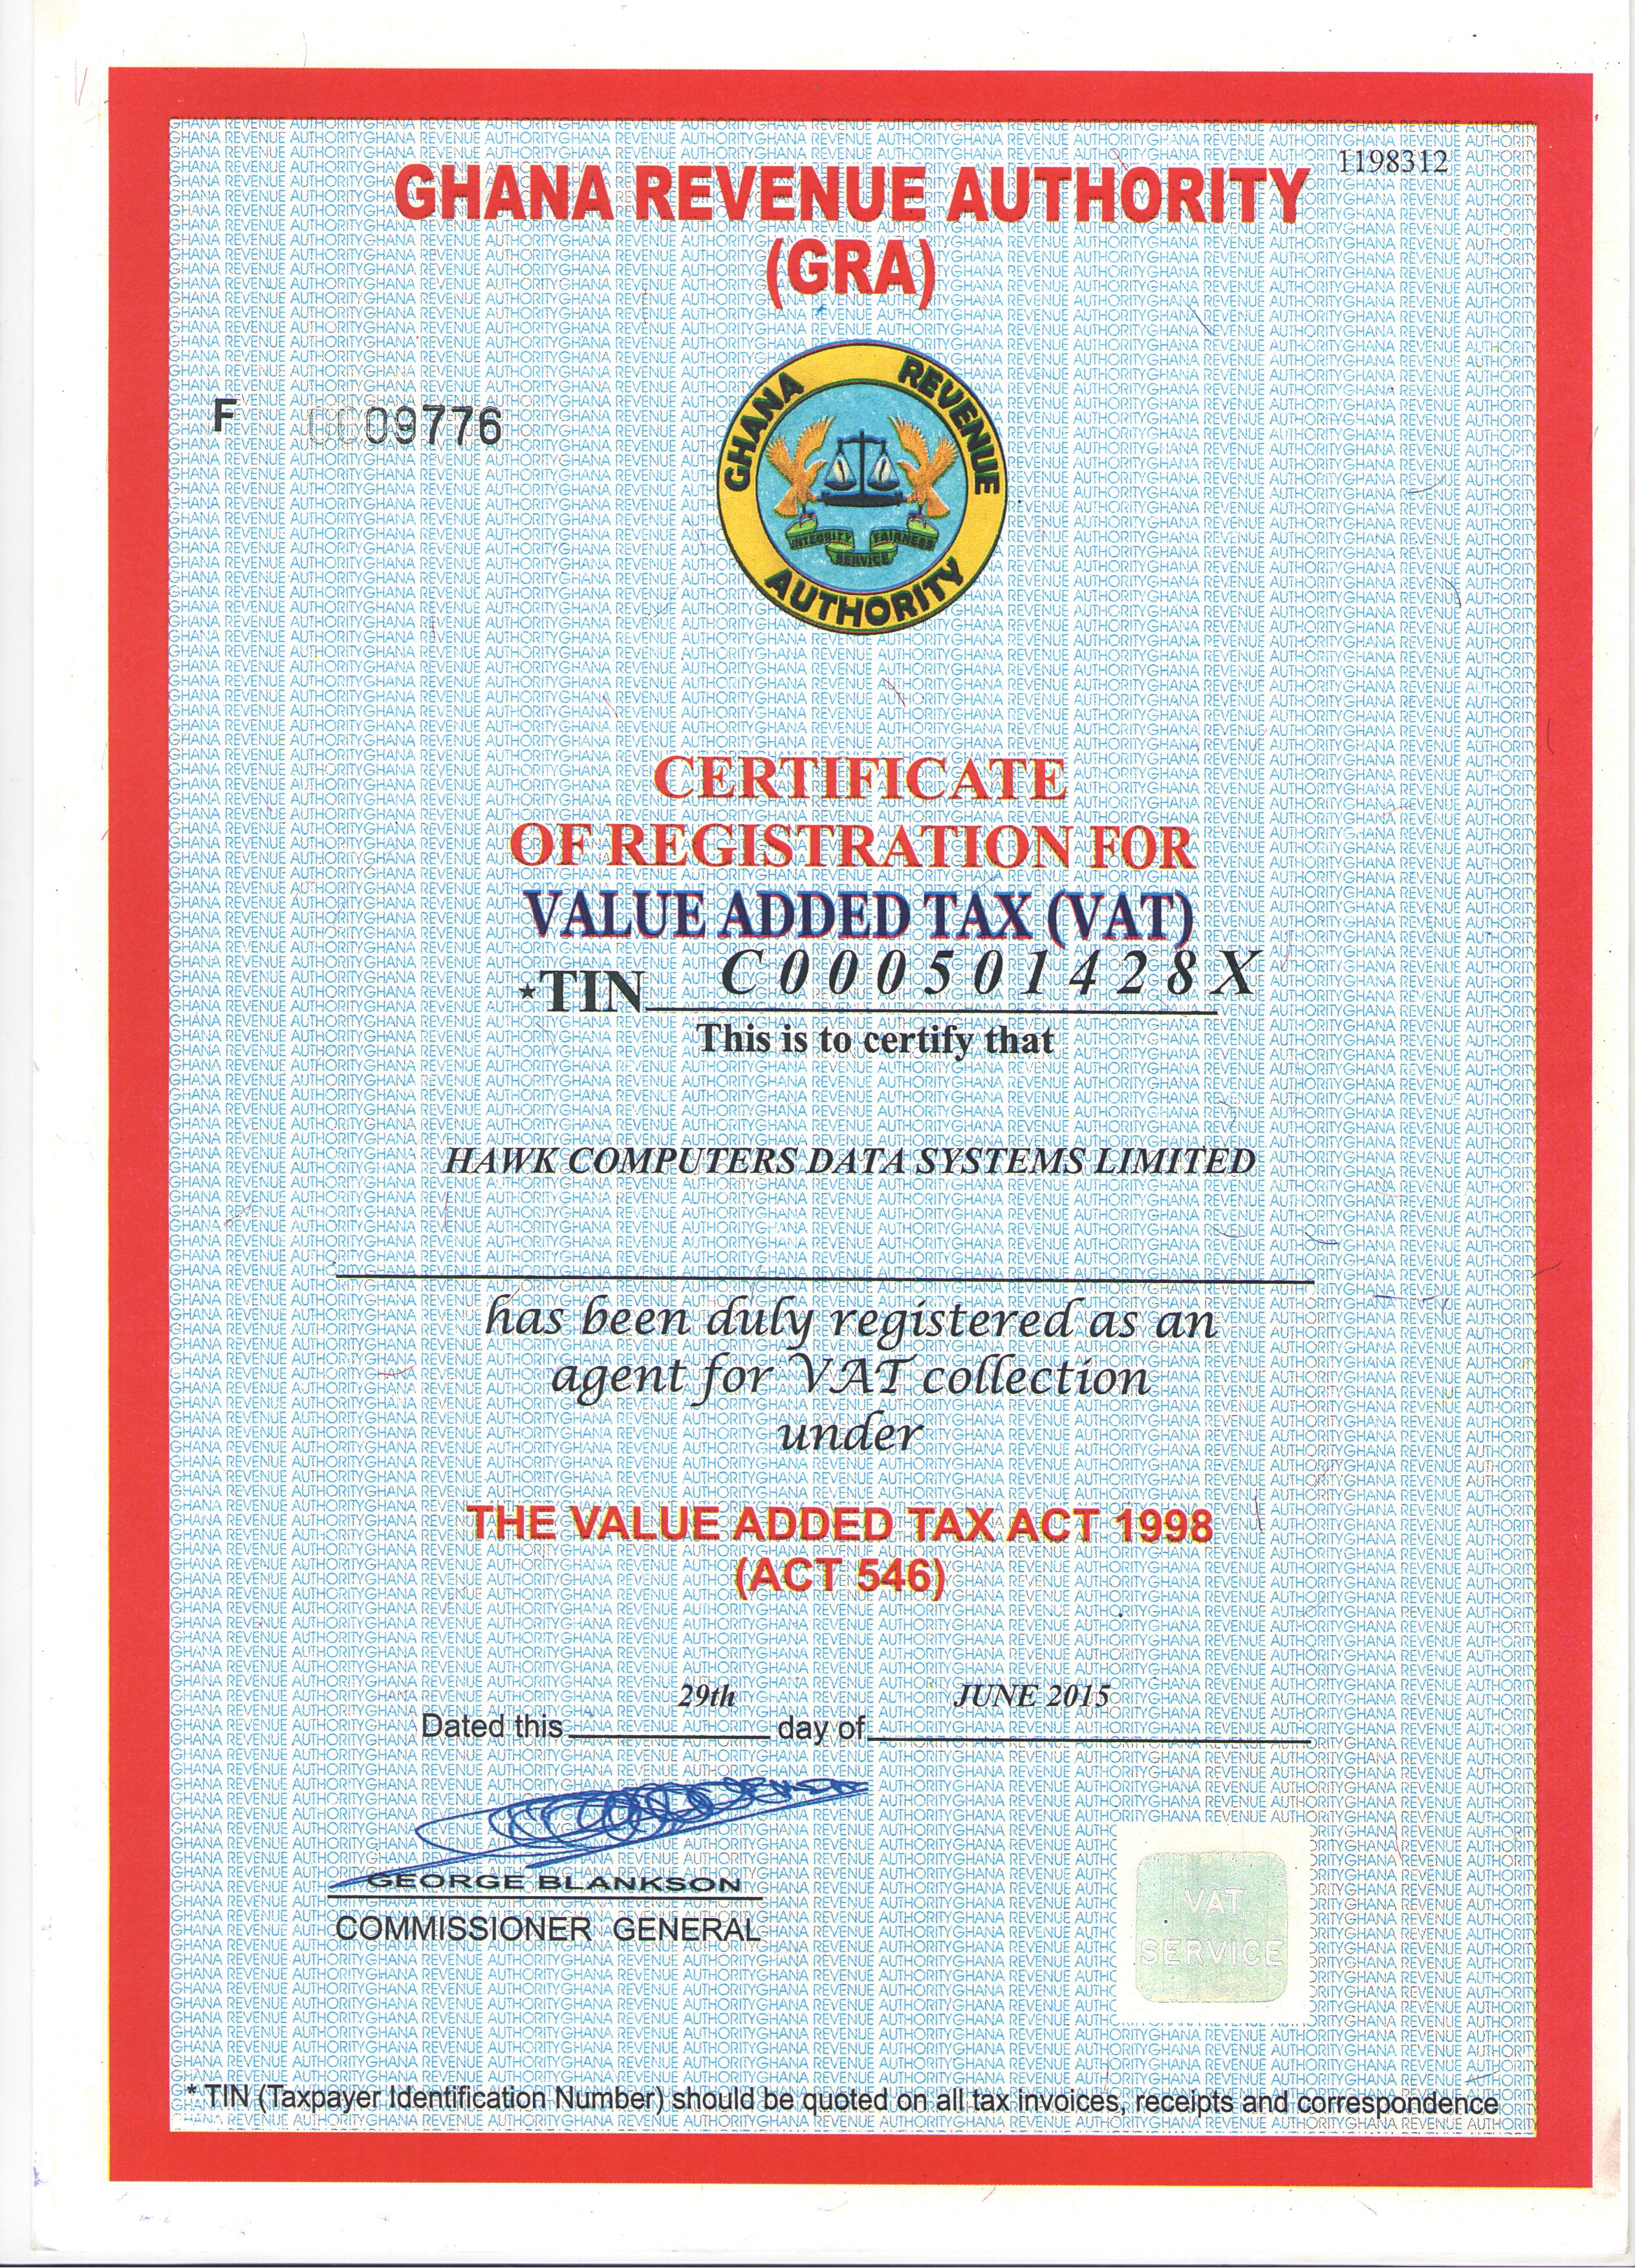 1198312
GHANA REVENUE AUTHORITY
(GRA)
F 0009776
GHANA REVENUE AUTHORITY
INTEGRITY FAIRNESS
SERVICE
CERTIFICATE
OF REGISTRATION FOR
VALUE ADDED TAX (VAT)
*TIN C000501428X
This is to certify that
HAWK COMPUTERS DATA SYSTEMS LIMITED
has been duly registered as an
agent for VAT collection
under
THE VALUE ADDED TAX ACT 1998
(ACT 546)
Dated this 29th day of JUNE 2015
GEORGE BLANKSON
COMMISSIONER GENERAL
VAT
SERVICE
* TIN (Taxpayer Identification Number) should be quoted on all tax invoices, receipts and correspondence